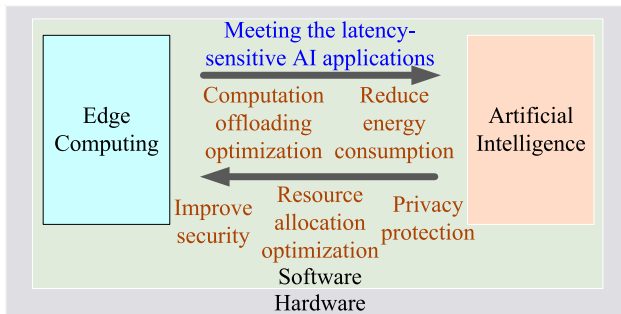 Meeting the latency-
sensitive AI applications
Edge
Computing
Computation
offloading
optimization
Reduce
energy
consumption
Artificial
Intelligence
Improve
security
Resource
allocation
optimization
Privacy
protection
Software
Hardware